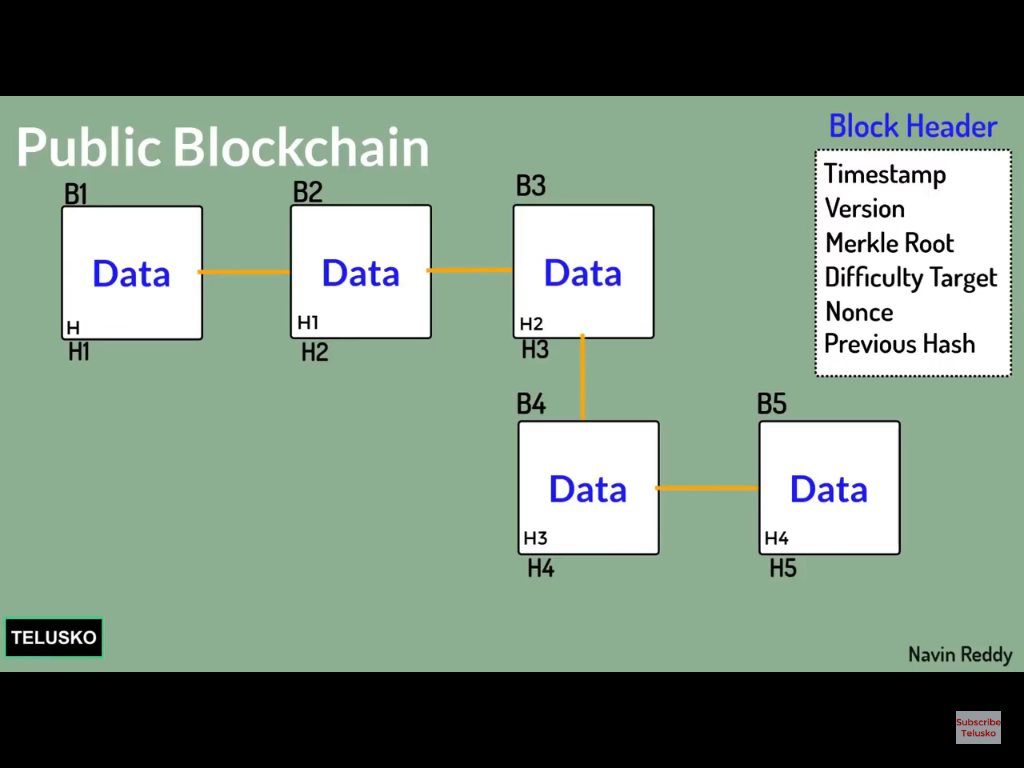 Public Blockchain
Block Header
Timestamp
Version
Merkle Root
Difficulty Target
Nonce
Previous Hash
B1
Data
H
H1
B2
Data
H1
H2
B3
Data
H2
H3
B4
Data
H3
H4
B5
Data
H4
H5
TELUSKO
Navin Reddy
Subscribe
Telusko